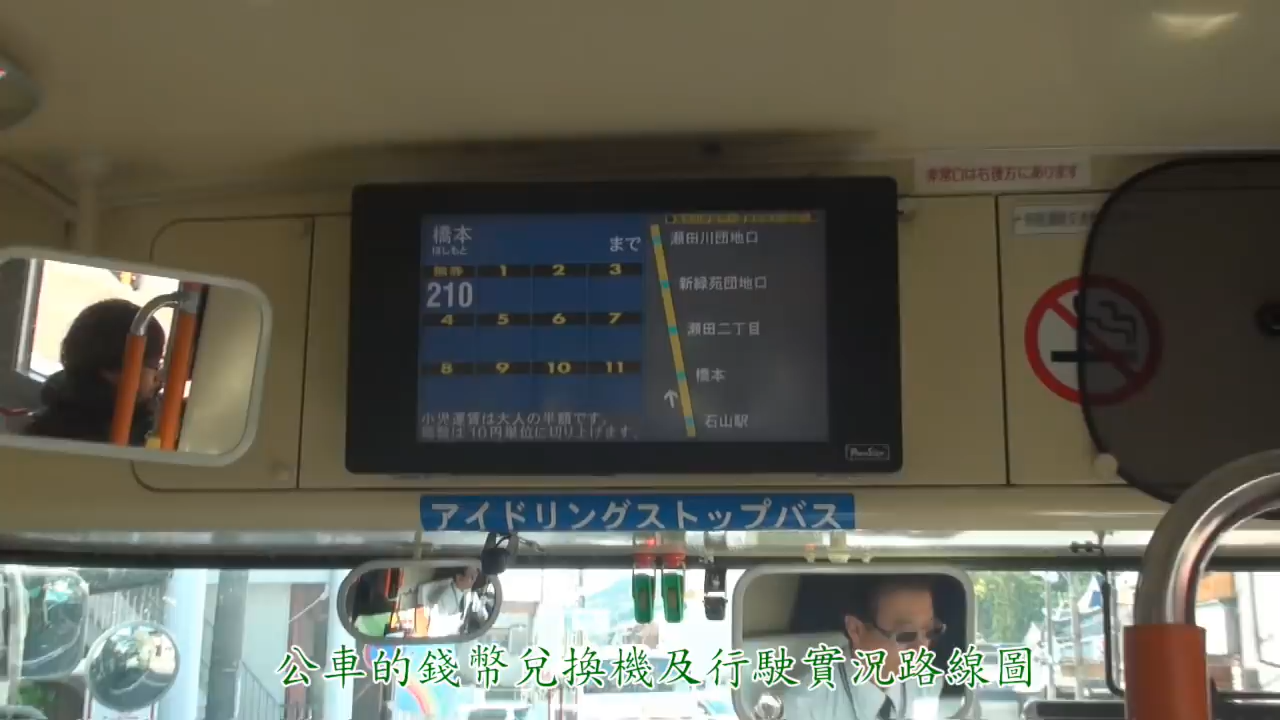 非常口は右後方にあります
橋本
はしもと
まで
無券 1 2 3
210
4 5 6 7
8 9 10 11
小児運賃は大人の半額です。
端数は10円単位に切り上げます。
瀬田川団地口
新緑苑団地口
瀬田二丁目
橋本
石山駅
アイドリングストップバス
公車的錢幣兌換機及行駛實況路線圖